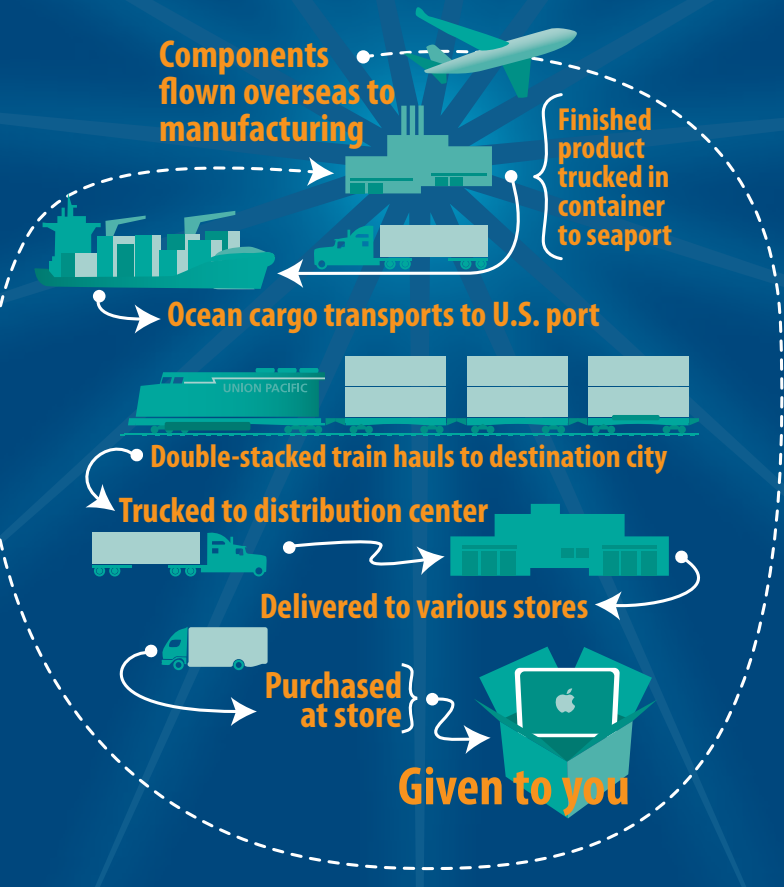 Components
flown overseas to
manufacturing
Finished
product
trucked in
container
to seaport
Ocean cargo transports to U.S. port
UNION PACIFIC
Double-stacked train hauls to destination city
Trucked to distribution center
Delivered to various stores
Purchased
at store
Given to you